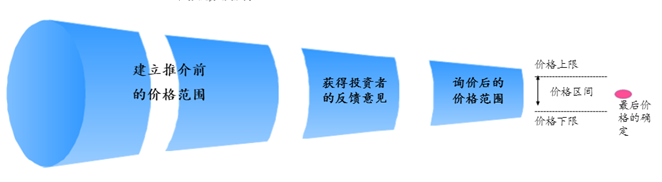 建立推介前
的价格范围
获得投资者
的反馈意见
询价后的
价格范围
价格上限
价格区间
价格下限
最后价
格的确
定